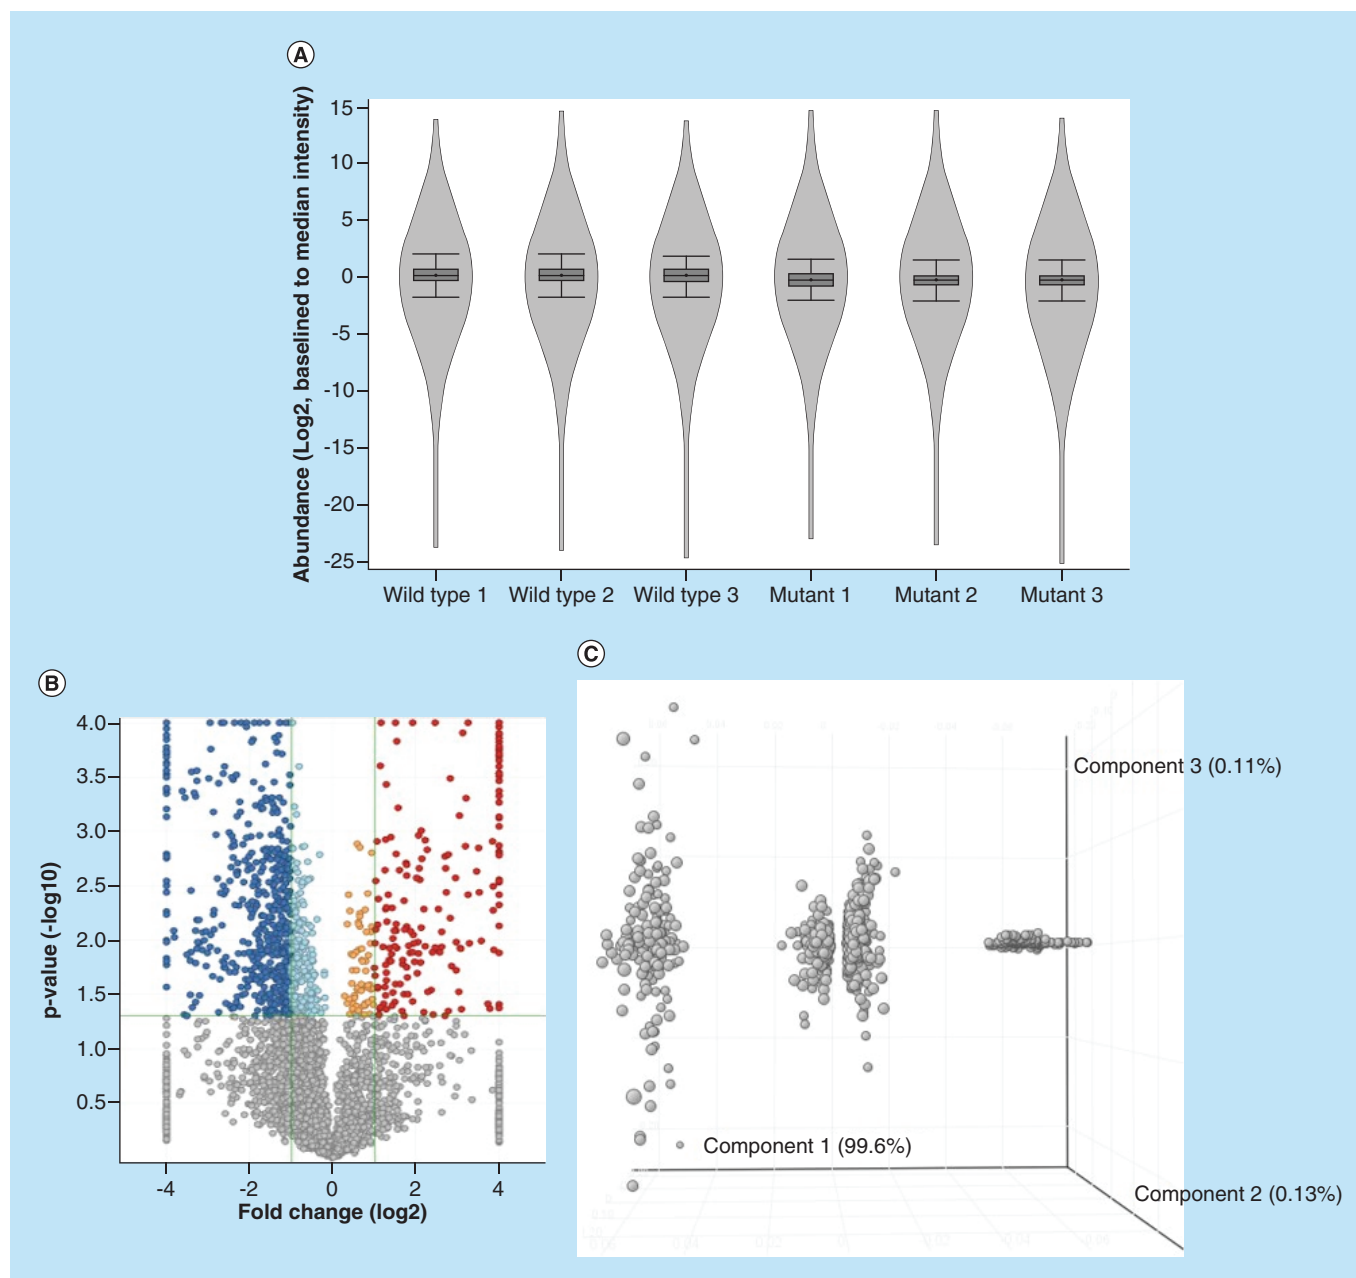 A
Abundance (Log2, baselined to median intensity)
15
10
5
0
-5
-10
-15
-20
-25
Wild type 1 Wild type 2 Wild type 3 Mutant 1 Mutant 2 Mutant 3
B
p-value (-log10)
4.0
3.5
3.0
2.5
2.0
1.5
1.0
0.5
-4 -2 0 2 4
Fold change (log2)
C
Component 3 (0.11%)
Component 1 (99.6%)
Component 2 (0.13%)